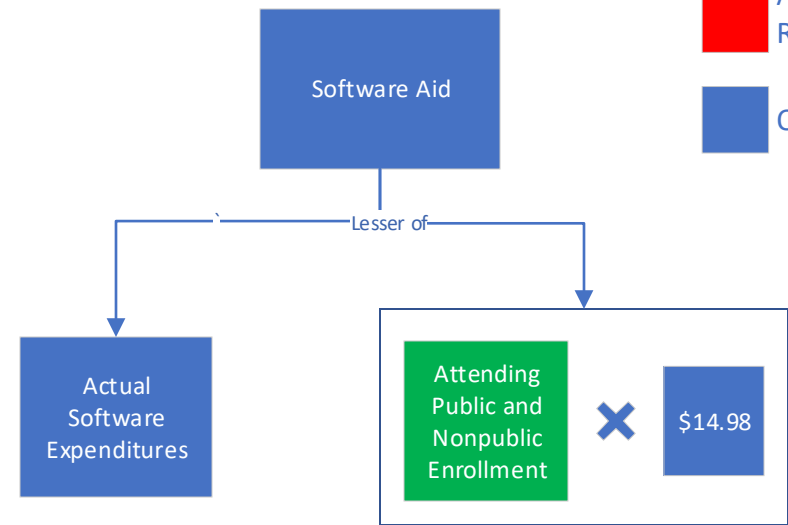 Software Aid
Lesser of
`
Actual
Software
Expenditures
Attending
Public and
Nonpublic
Enrollment
$14.98